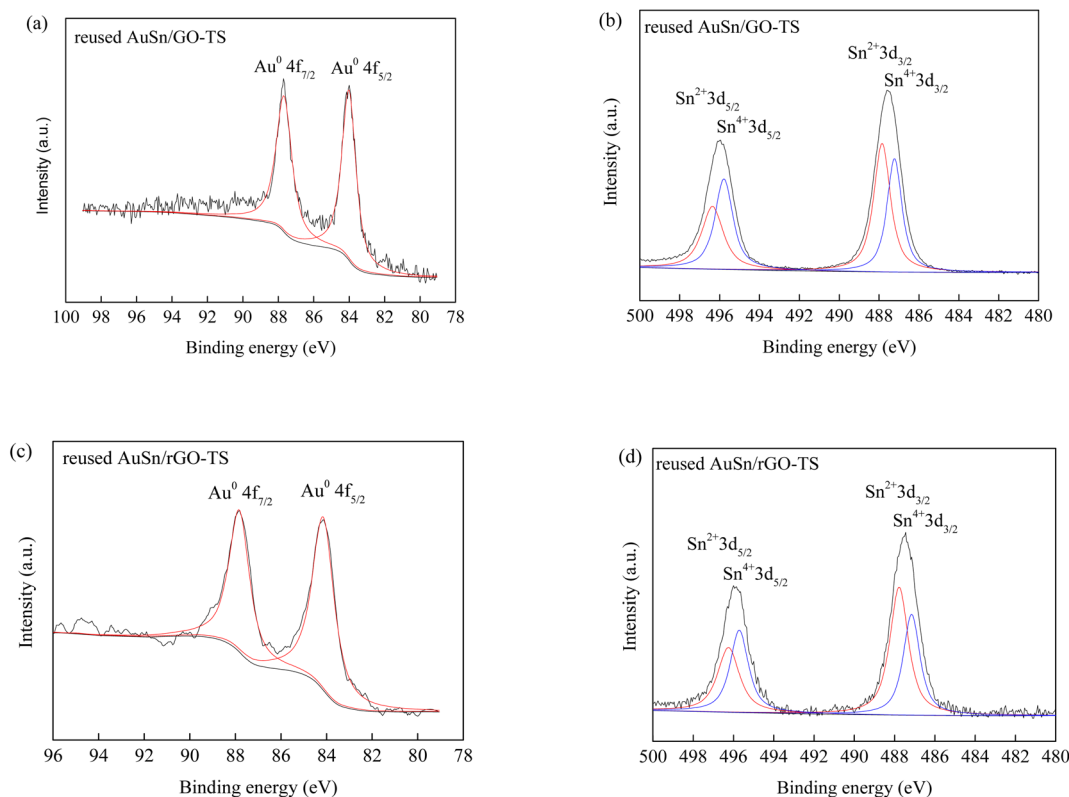 (a)
reused AuSn/GO-TS
Au⁰ 4f₇/₂ Au⁰ 4f₅/₂
Intensity (a.u.)
100 98 96 94 92 90 88 86 84 82 80 78
Binding energy (eV)
(b)
reused AuSn/GO-TS
Sn²⁺3d₃/₂
Sn⁴⁺3d₃/₂
Sn²⁺3d₅/₂
Sn⁴⁺3d₅/₂
Intensity (a.u.)
500 498 496 494 492 490 488 486 484 482 480
Binding energy (eV)
(c)
reused AuSn/rGO-TS
Au⁰ 4f₇/₂ Au⁰ 4f₅/₂
Intensity (a.u.)
96 94 92 90 88 86 84 82 80 78
Binding energy (eV)
(d)
reused AuSn/rGO-TS
Sn²⁺3d₃/₂
Sn⁴⁺3d₃/₂
Sn²⁺3d₅/₂
Sn⁴⁺3d₅/₂
Intensity (a.u.)
500 498 496 494 492 490 488 486 484 482 480
Binding energy (eV)